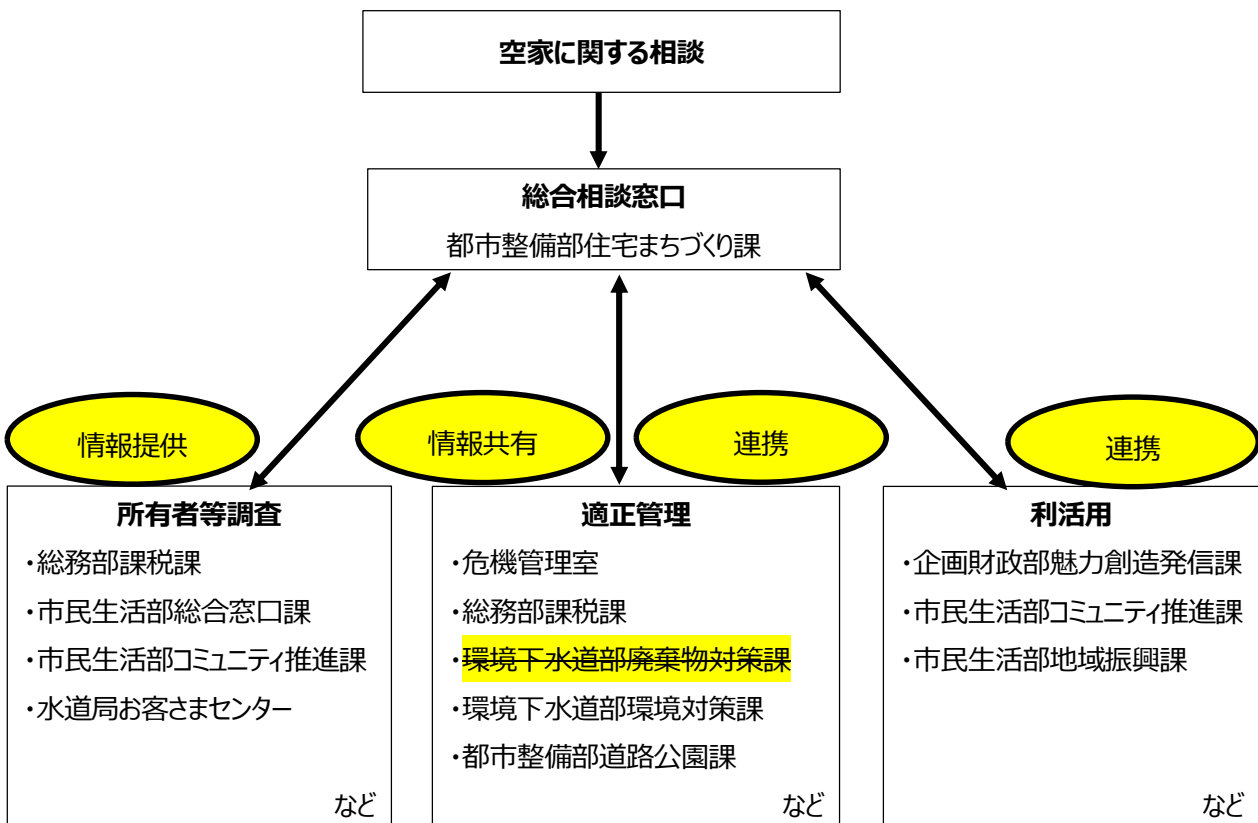 空家に関する相談
総合相談窓口
都市整備部住宅まちづくり課
情報提供
情報共有
連携
連携
所有者等調査
・総務部課税課
・市民生活部総合窓口課
・市民生活部コミュニティ推進課
・水道局お客さまセンター
など
適正管理
・危機管理室
・総務部課税課
・環境下水道部廃棄物対策課
・環境下水道部環境対策課
・都市整備部道路公園課
など
利活用
・企画財政部魅力創造発信課
・市民生活部コミュニティ推進課
・市民生活部地域振興課
など